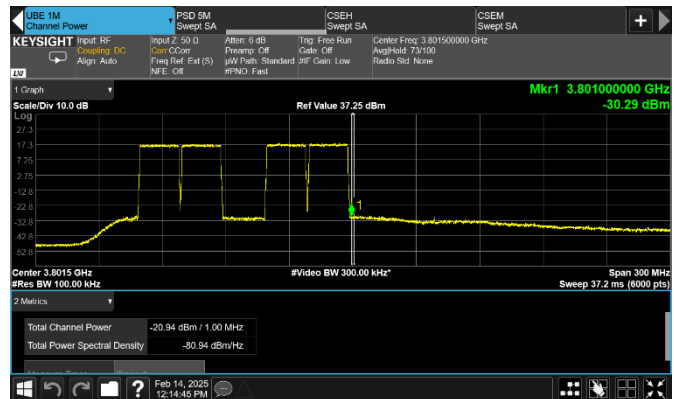 UBE 1M
Channel Power
PSD 5M
Swept SA
CSEH
Swept SA
CSEM
Swept SA
KEYSIGHT
Input: RF
Coupling: DC
Align: Auto
Input Z: 50 Ω
Corr CCorr
Freq Ref: Ext (S)
NFE: Off
Atten: 6 dB
Preamp: Off
µW Path: Standard
#PNO: Fast
Trig: Free Run
Gate: Off
#IF Gain: Low
Center Freq: 3.801500000 GHz
Avg|Hold: 73/100
Radio Std: None
LXI
1 Graph
Scale/Div 10.0 dB
Ref Value 37.25 dBm
Mkr1 3.801000000 GHz
-30.29 dBm
Log
27.3
17.3
7.25
-2.75
-12.8
-22.8
-32.8
-42.8
-52.8
1
Center 3.8015 GHz
#Res BW 100.00 kHz
#Video BW 300.00 kHz*
Span 300 MHz
Sweep 37.2 ms (6000 pts)
2 Metrics
Total Channel Power -20.94 dBm / 1.00 MHz
Total Power Spectral Density -80.94 dBm/Hz
?
Feb 14, 2025
12:14:45 PM